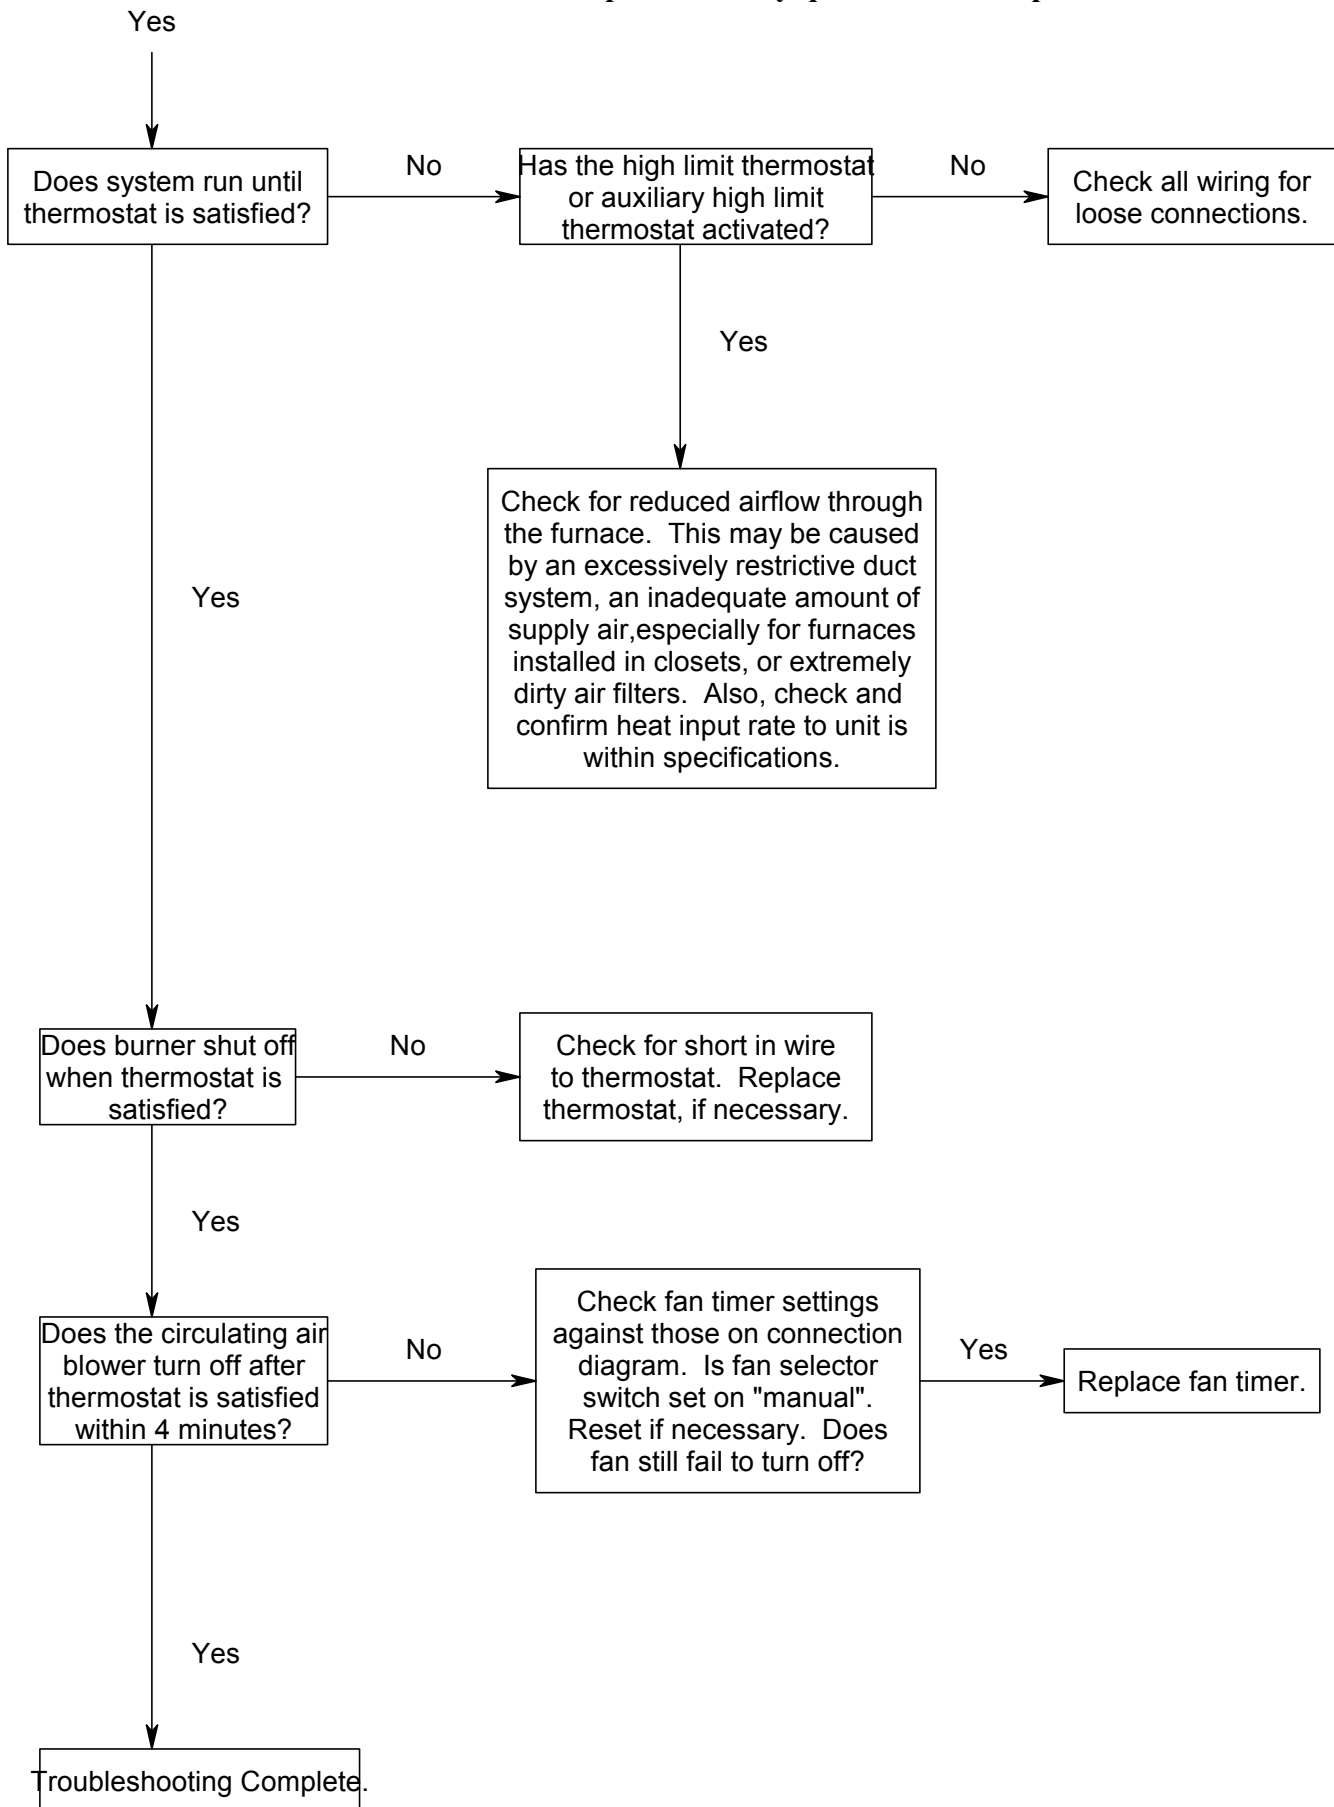 Yes
Does system run until
thermostat is satisfied?
No
Has the high limit thermostat
or auxiliary high limit
thermostat activated?
No
Check all wiring for
loose connections.
Yes
Check for reduced airflow through
the furnace.  This may be caused
by an excessively restrictive duct
system, an inadequate amount of
supply air,especially for furnaces
installed in closets, or extremely
dirty air filters.  Also, check and
confirm heat input rate to unit is
within specifications.
Yes
Does burner shut off
when thermostat is
satisfied?
No
Check for short in wire
to thermostat.  Replace
thermostat, if necessary.
Yes
Does the circulating air
blower turn off after
thermostat is satisfied
within 4 minutes?
No
Check fan timer settings
against those on connection
diagram.  Is fan selector
switch set on "manual".
Reset if necessary.  Does
fan still fail to turn off?
Yes
Replace fan timer.
Yes
Troubleshooting Complete.